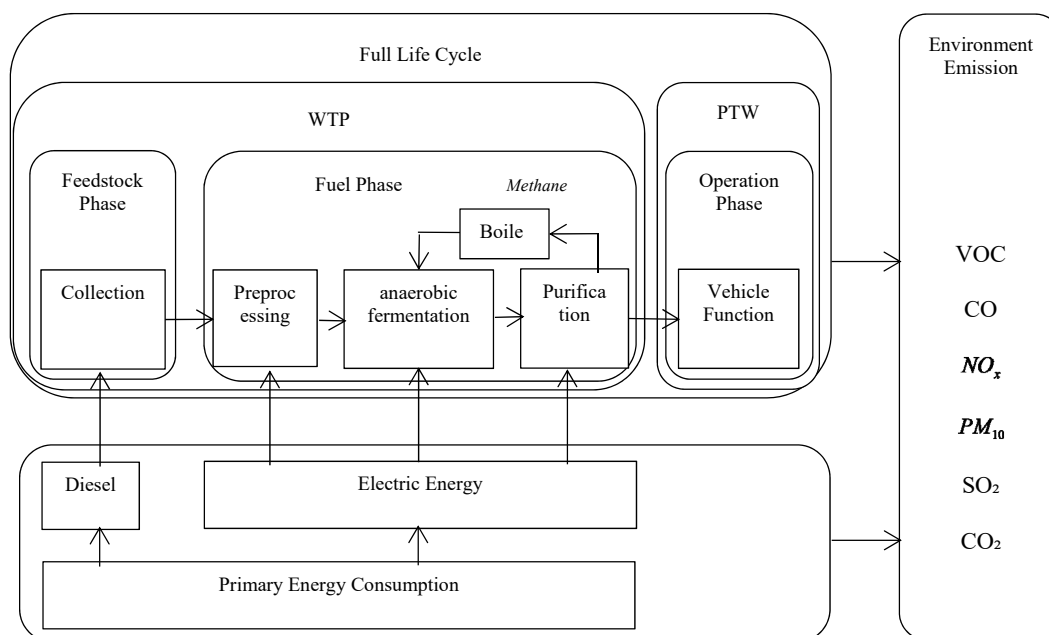 Full Life Cycle
WTP
PTW
Feedstock
Phase
Fuel Phase
Methane
Operation
Phase
Boile
Collection
Preproc
essing
anaerobic
fermentation
Purifica
tion
Vehicle
Function
Diesel
Electric Energy
Primary Energy Consumption
Environment
Emission
VOC
CO
NOₓ
PM₁₀
SO₂
CO₂